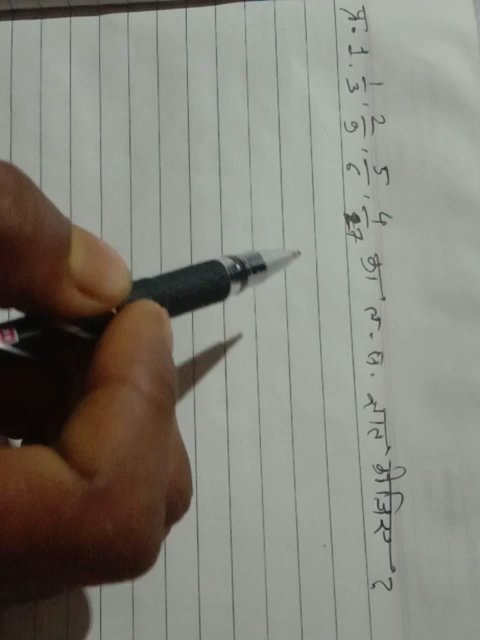 प्र. 1. 1/3, 2/9, 5/6, 4/27 का ल. स. ज्ञात कीजिए ?